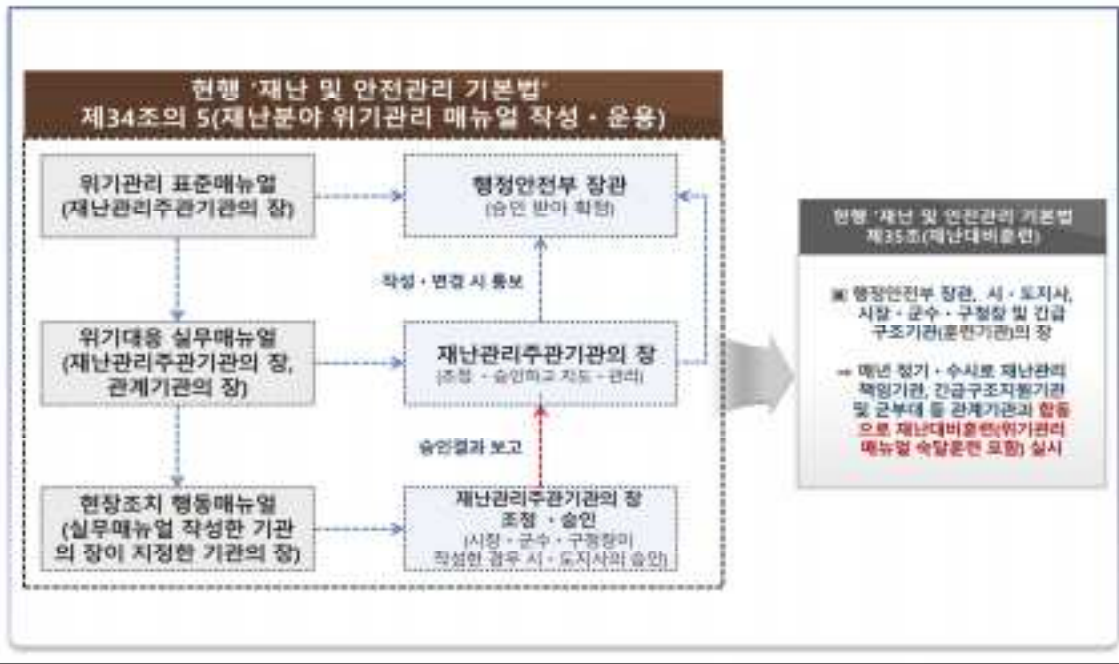 현행 '재난 및 안전관리 기본법'
제34조의 5(재난분야 위기관리 매뉴얼 작성・운용)
위기관리 표준매뉴얼
(재난관리주관기관의 장)
행정안전부 장관
(승인 받아 확정)
작성・변경 시 통보
위기대응 실무매뉴얼
(재난관리주관기관의 장,
관계기관의 장)
재난관리주관기관의 장
(조정・승인하고 지도・관리)
승인결과 보고
현장조치 행동매뉴얼
(실무매뉴얼 작성한 기관
의 장이 지정한 기관의 장)
재난관리주관기관의 장
조정・승인
(시장・군수・구청장이
작성한 경우 시・도지사의 승인)
현행 '재난 및 안전관리 기본법
제35조(재난대비훈련)
▣ 행정안전부 장관, 시・도지사,
시장・군수・구청장 및 긴급
구조기관(훈련기관)의 장
⇒ 매년 정기・수시로 재난관리
책임기관, 긴급구조지원기관
및 군부대 등 관계기관과 합동
으로 재난대비훈련(위기관리
매뉴얼 숙달훈련 포함) 실시